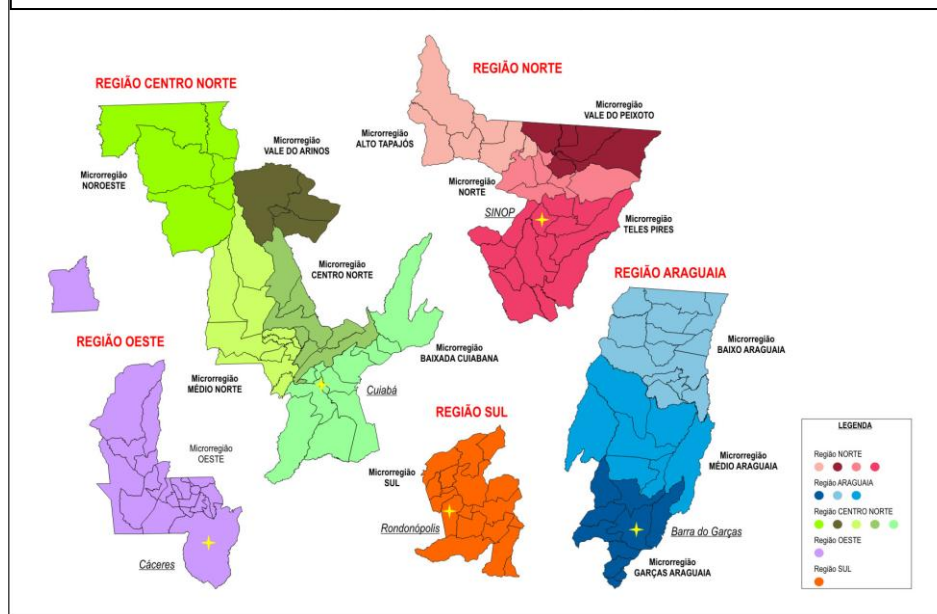 REGIÃO CENTRO NORTE
Microrregião
VALE DO ARINOS
Microrregião
NOROESTE
Microrregião
CENTRO NORTE
Microrregião
BAIXADA CUIABANA
Microrregião
MÉDIO NORTE
Cuiabá
REGIÃO NORTE
Microrregião
VALE DO PEIXOTO
Microrregião
ALTO TAPAJÓS
Microrregião
NORTE
SINOP
Microrregião
TELES PIRES
REGIÃO OESTE
Microrregião
OESTE
Cáceres
REGIÃO SUL
Microrregião
SUL
Rondonópolis
REGIÃO ARAGUAIA
Microrregião
BAIXO ARAGUAIA
Microrregião
MÉDIO ARAGUAIA
Barra do Garças
Microrregião
GARÇAS ARAGUAIA
LEGENDA
Região NORTE
Região ARAGUAIA
Região CENTRO NORTE
Região OESTE
Região SUL